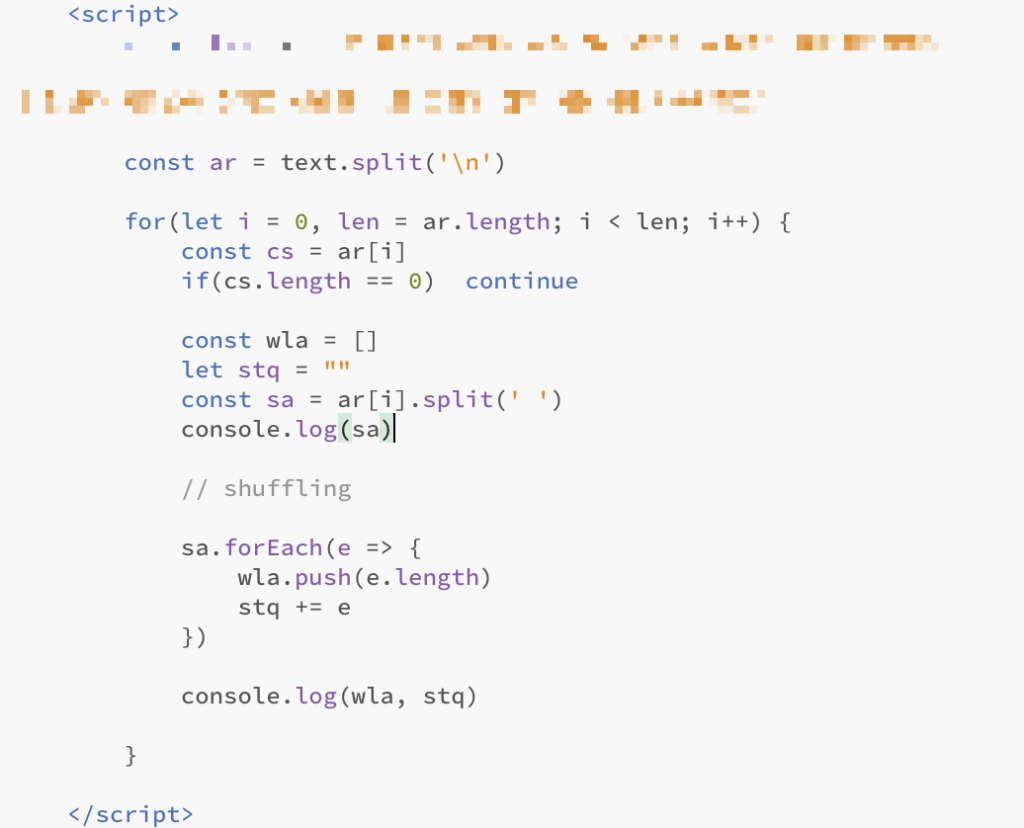 <script>
const ar = text.split('\n')
for(let i = 0, len = ar.length; i < len; i++) {
const cs = ar[i]
if(cs.length == 0)  continue
const wla = []
let stq = ""
const sa = ar[i].split(' ')
console.log(sa)
// shuffling
sa.forEach(e => {
wla.push(e.length)
stq += e
})
console.log(wla, stq)
}
</script>